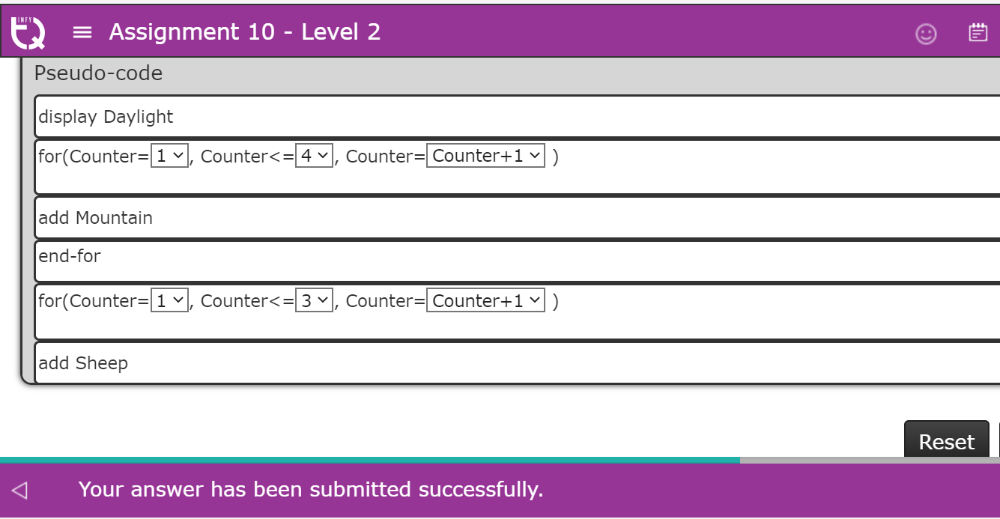 INFY
Assignment 10 - Level 2
Pseudo-code
display Daylight
for(Counter= 1 , Counter<= 4 , Counter= Counter+1 )
add Mountain
end-for
for(Counter= 1 , Counter<= 3 , Counter= Counter+1 )
add Sheep
Reset
Your answer has been submitted successfully.